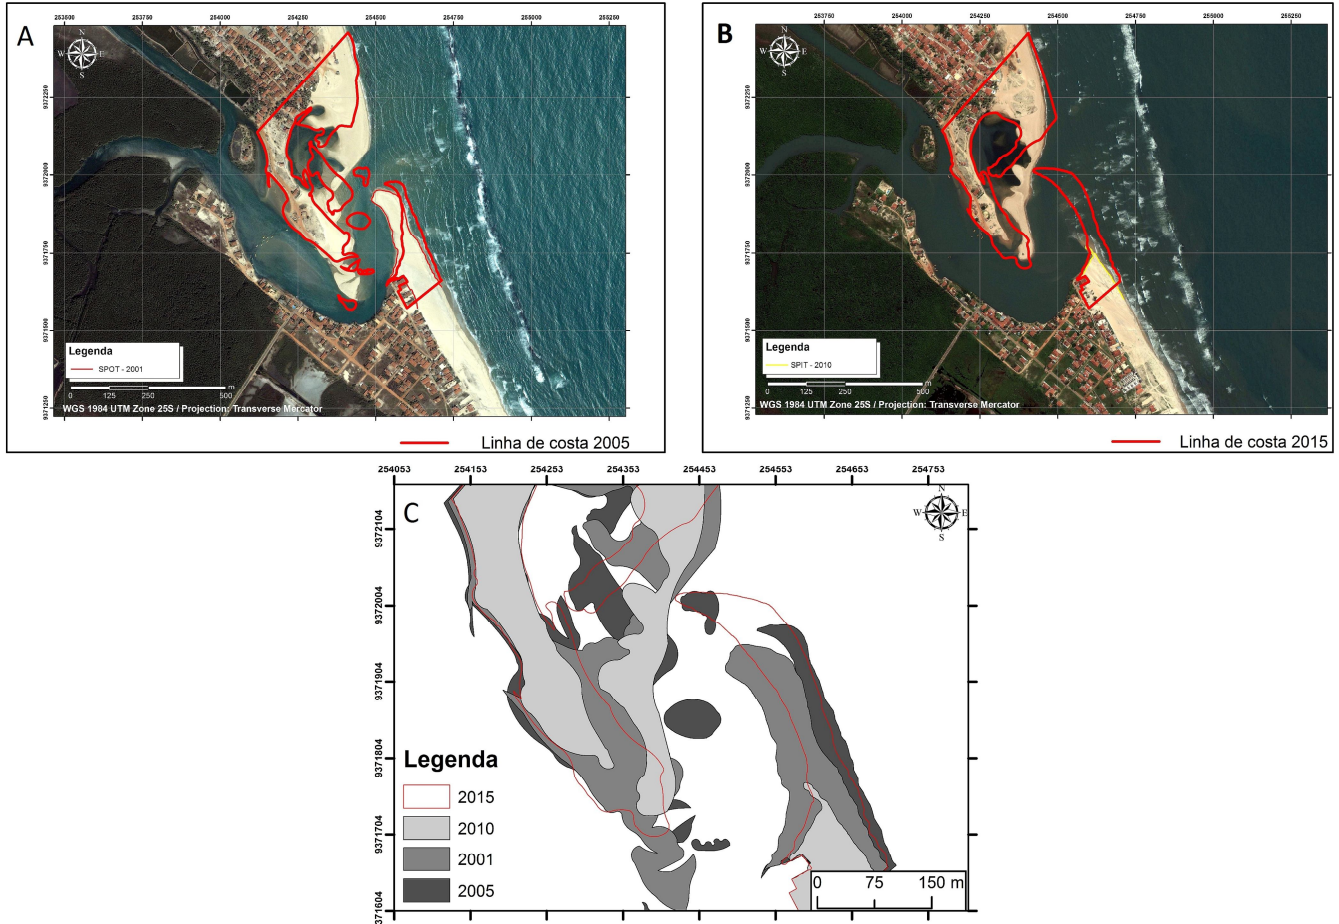 253500 253750 254000 254250 254500 254750 255000 255250
A
N
W E
S
9372250
9372000
9371750
9371500
9371250
Legenda
SPOT - 2001
0 125 250 500 m
WGS 1984 UTM Zone 25S / Projection: Transverse Mercator
Linha de costa 2005
253750 254000 254250 254500 254750 255000 255250
B
N
W E
S
9372250
9372000
9371750
9371500
9371250
Legenda
SPIT - 2010
0 125 250 500 m
WGS 1984 UTM Zone 25S / Projection: Transverse Mercator
Linha de costa 2015
254053 254153 254253 254353 254453 254553 254653 254753
C
N
W E
S
9372104
9372004
9371904
9371804
9371704
9371604
Legenda
2015
2010
2001
2005
0 75 150 m